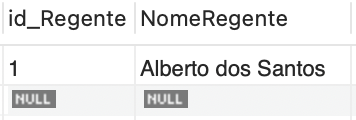 id_Regente NomeRegente
1 Alberto dos Santos
NULL NULL